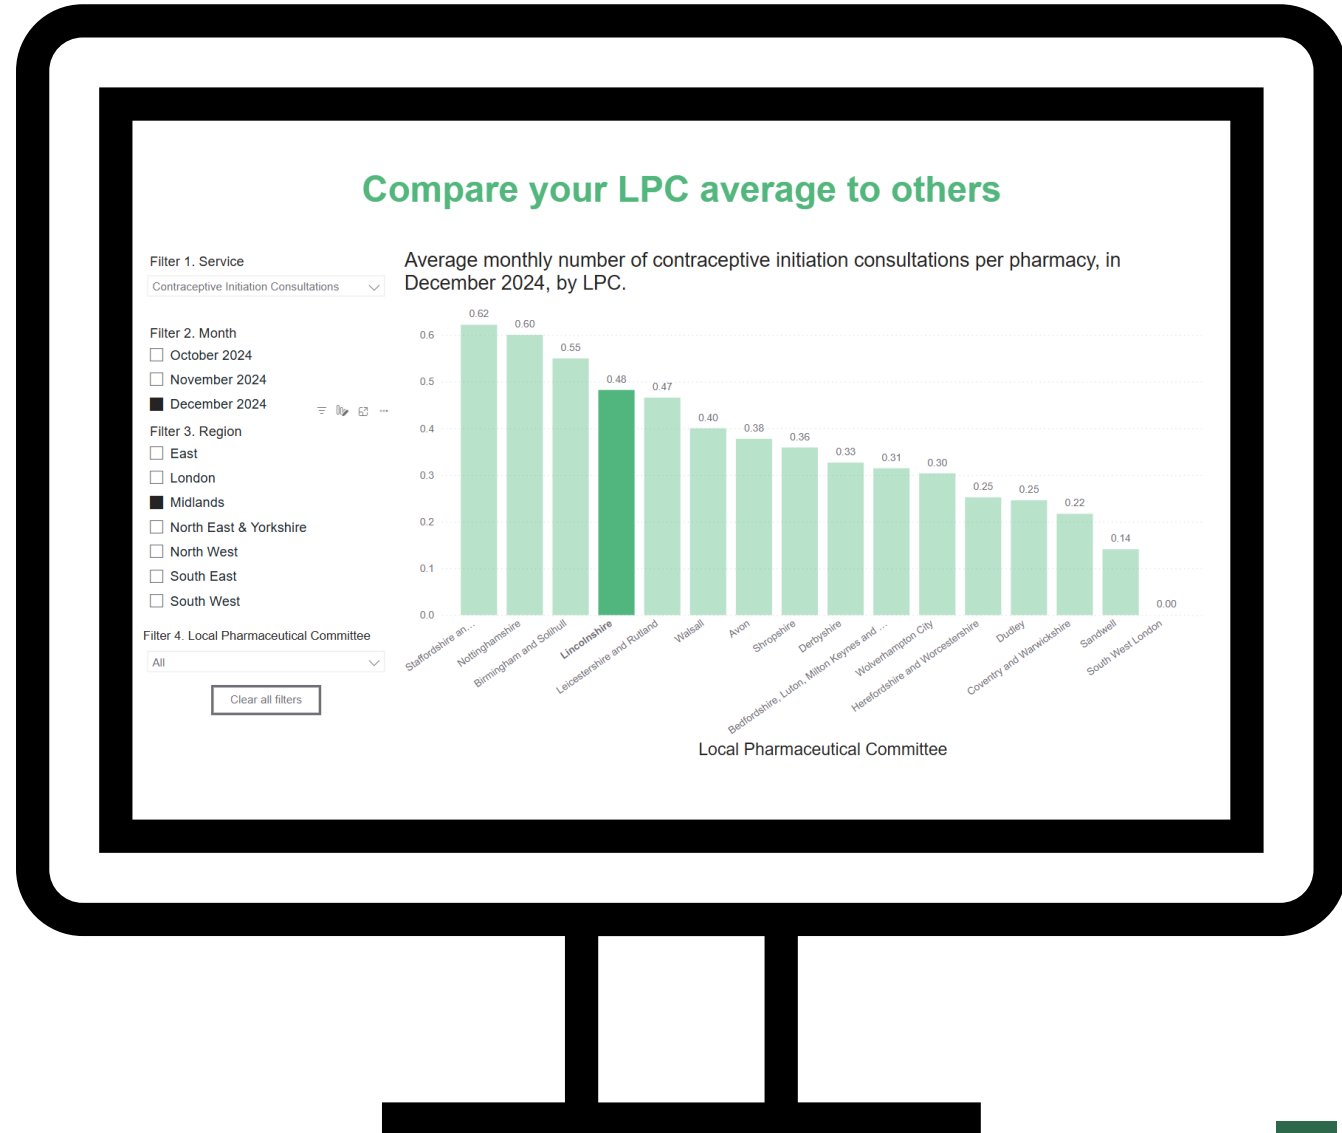 Compare your LPC average to others
Filter 1. Service
Contraceptive Initiation Consultations
Filter 2. Month
October 2024
November 2024
December 2024
Filter 3. Region
East
London
Midlands
North East & Yorkshire
North West
South East
South West
Filter 4. Local Pharmaceutical Committee
All
Clear all filters
Average monthly number of contraceptive initiation consultations per pharmacy, in
December 2024, by LPC.
0.6
0.5
0.4
0.3
0.2
0.1
0.0
0.62
0.60
0.55
0.48
0.47
0.40
0.38
0.36
0.33
0.31
0.30
0.25
0.25
0.22
0.14
0.00
Staffordshire an...
Nottinghamshire
Birmingham and Solihull
Lincolnshire
Leicestershire and Rutland
Walsall
Avon
Shropshire
Derbyshire
Bedfordshire, Luton, Milton Keynes and ...
Wolverhampton City
Herefordshire and Worcestershire
Dudley
Coventry and Warwickshire
Sandwell
South West London
Local Pharmaceutical Committee